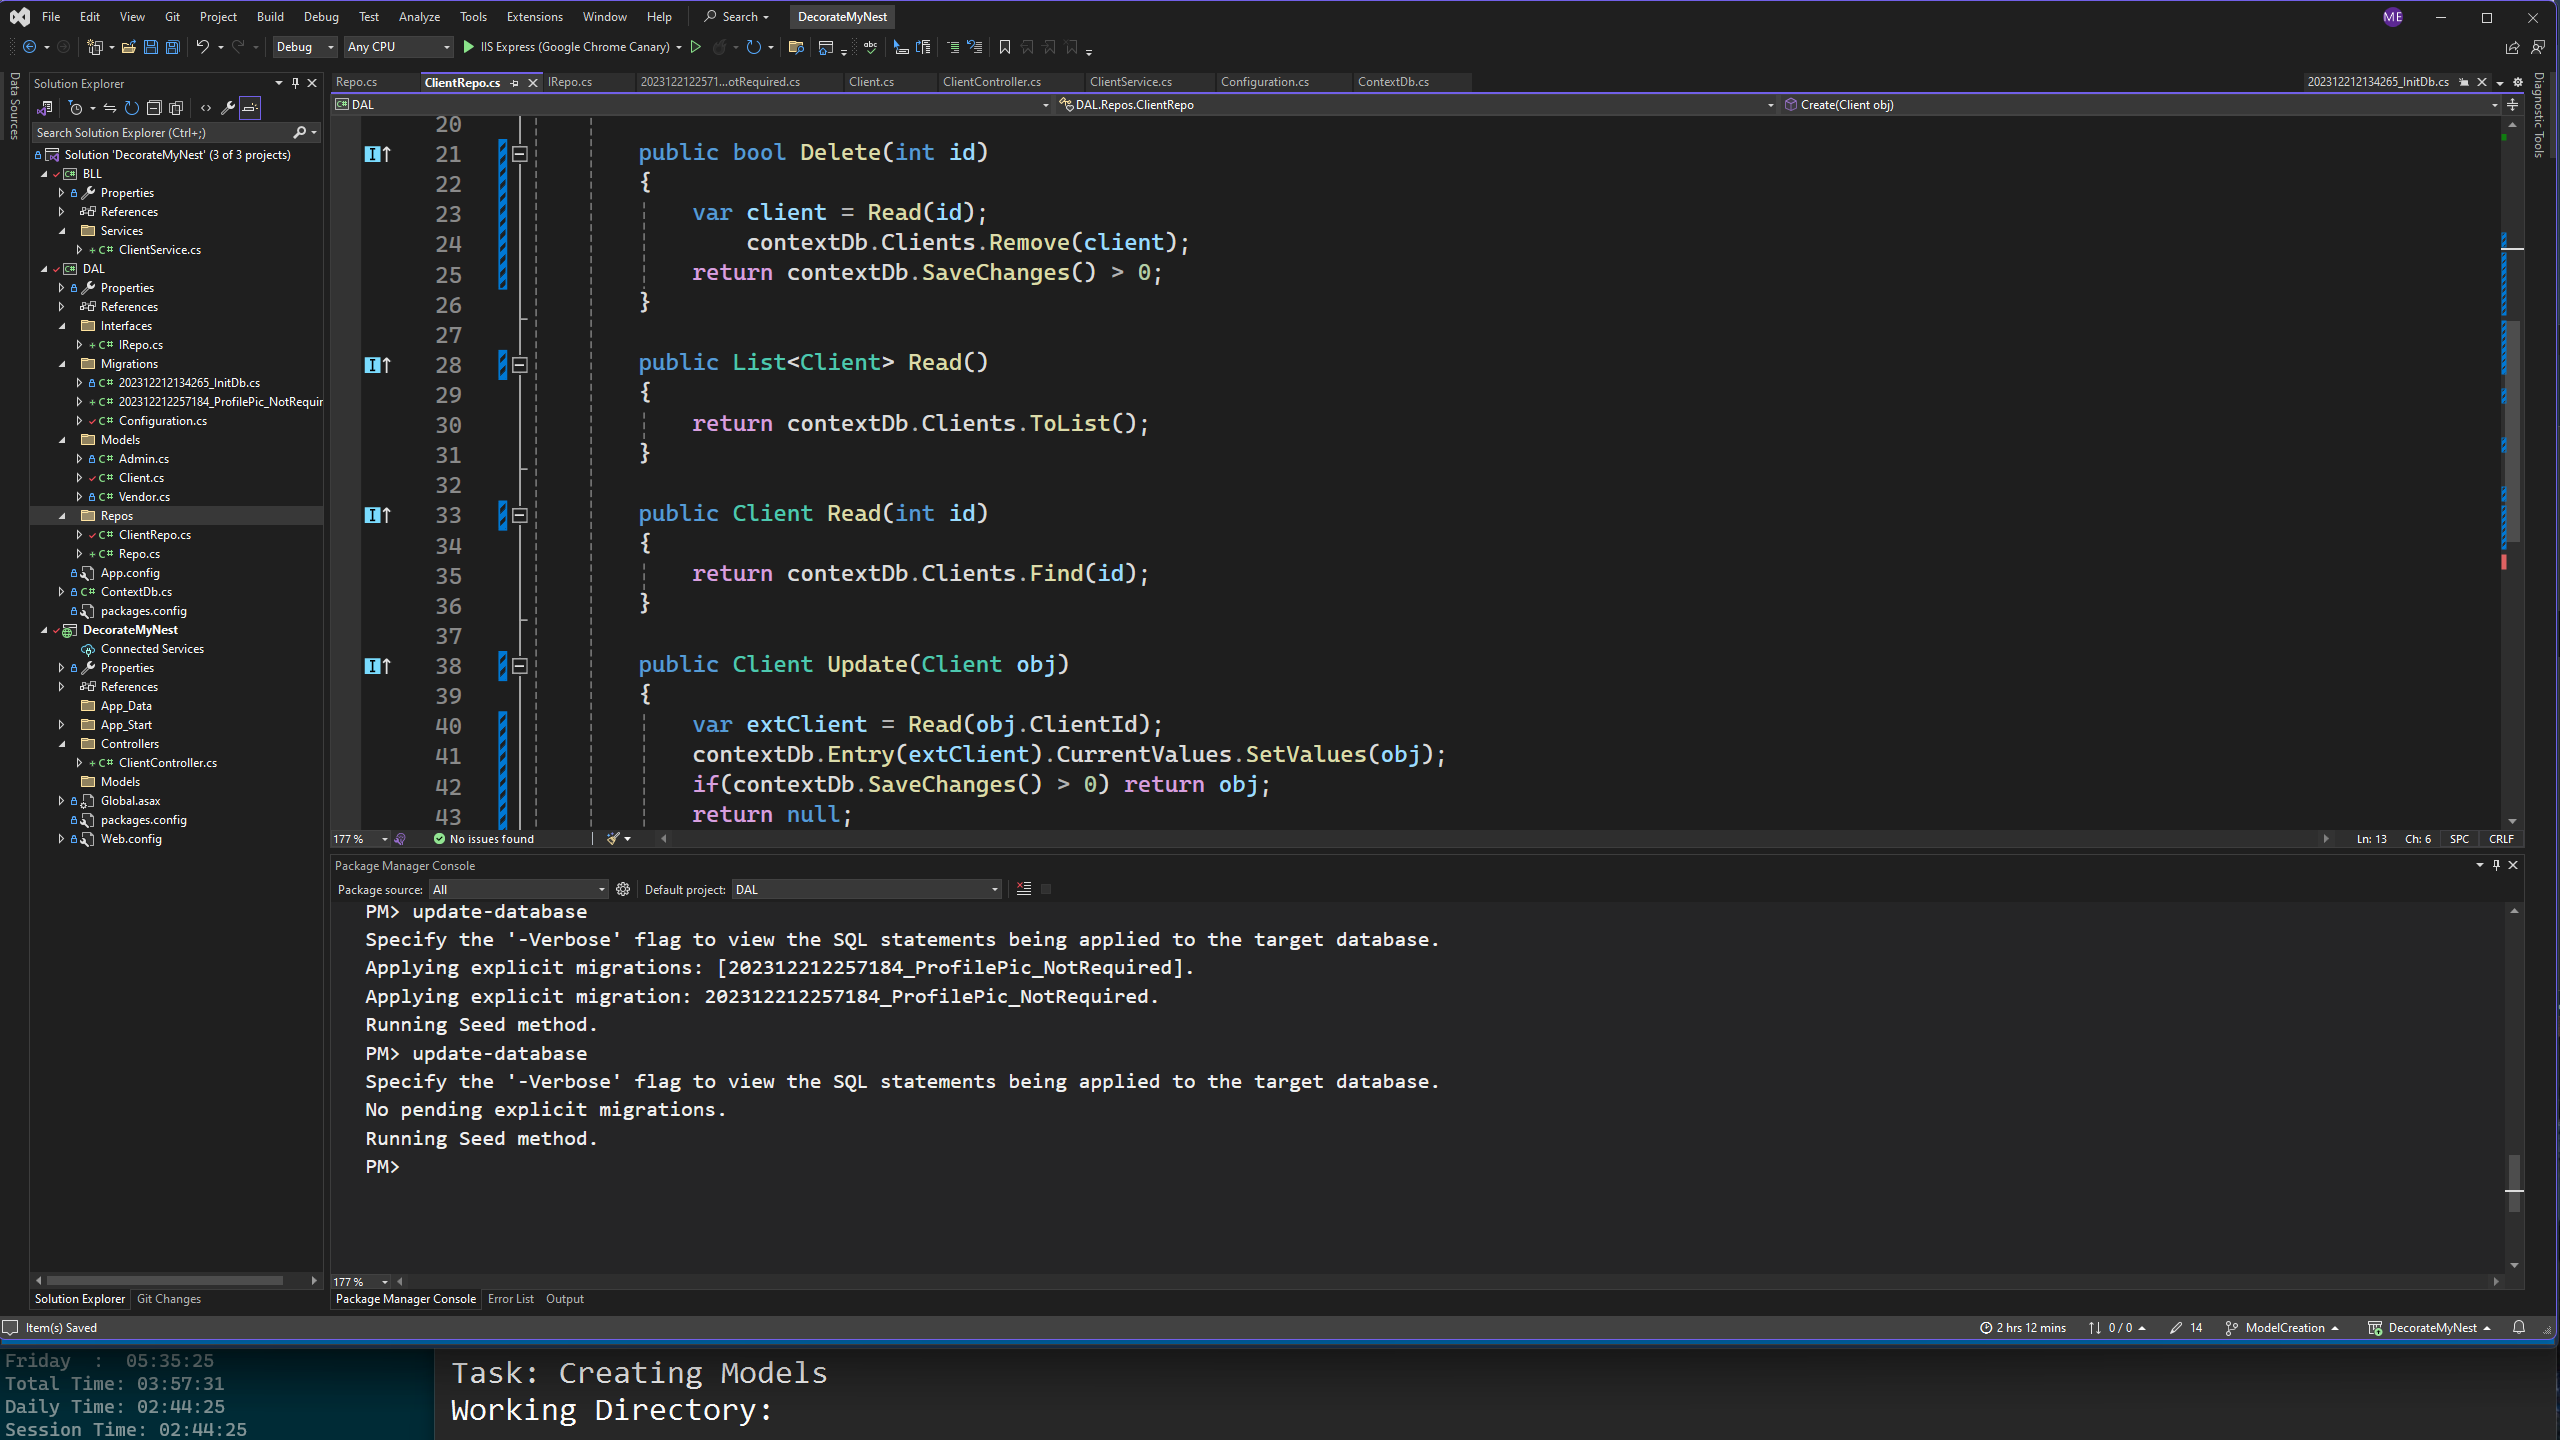 File Edit View Git Project Build Debug Test Analyze Tools Extensions Window Help Search DecorateMyNest ME
Debug Any CPU IIS Express (Google Chrome Canary)
Data Sources
Solution Explorer
Search Solution Explorer (Ctrl+;)
Solution 'DecorateMyNest' (3 of 3 projects)
BLL
Properties
References
Services
C# ClientService.cs
DAL
Properties
References
Interfaces
C# IRepo.cs
Migrations
C# 202312212134265_InitDb.cs
C# 202312212257184_ProfilePic_NotRequir
C# Configuration.cs
Models
C# Admin.cs
C# Client.cs
C# Vendor.cs
Repos
C# ClientRepo.cs
C# Repo.cs
App.config
C# ContextDb.cs
packages.config
DecorateMyNest
Connected Services
Properties
References
App_Data
App_Start
Controllers
C# ClientController.cs
Models
Global.asax
packages.config
Web.config
Solution Explorer Git Changes
Repo.cs ClientRepo.cs IRepo.cs 2023122122571...otRequired.cs Client.cs ClientController.cs ClientService.cs Configuration.cs ContextDb.cs 202312212134265_InitDb.cs
DAL DAL.Repos.ClientRepo Create(Client obj)
Diagnostic Tools
20
21 public bool Delete(int id)
22 {
23 var client = Read(id);
24 contextDb.Clients.Remove(client);
25 return contextDb.SaveChanges() > 0;
26 }
27
28 public List<Client> Read()
29 {
30 return contextDb.Clients.ToList();
31 }
32
33 public Client Read(int id)
34 {
35 return contextDb.Clients.Find(id);
36 }
37
38 public Client Update(Client obj)
39 {
40 var extClient = Read(obj.ClientId);
41 contextDb.Entry(extClient).CurrentValues.SetValues(obj);
42 if(contextDb.SaveChanges() > 0) return obj;
43 return null;
177 % No issues found Ln: 13 Ch: 6 SPC CRLF
Package Manager Console
Package source: All Default project: DAL
PM> update-database
Specify the '-Verbose' flag to view the SQL statements being applied to the target database.
Applying explicit migrations: [202312212257184_ProfilePic_NotRequired].
Applying explicit migration: 202312212257184_ProfilePic_NotRequired.
Running Seed method.
PM> update-database
Specify the '-Verbose' flag to view the SQL statements being applied to the target database.
No pending explicit migrations.
Running Seed method.
PM>
177 %
Package Manager Console Error List Output
Item(s) Saved 2 hrs 12 mins 0 / 0 14 ModelCreation DecorateMyNest
Friday : 05:35:25
Total Time: 03:57:31
Daily Time: 02:44:25
Session Time: 02:44:25
Task: Creating Models
Working Directory: